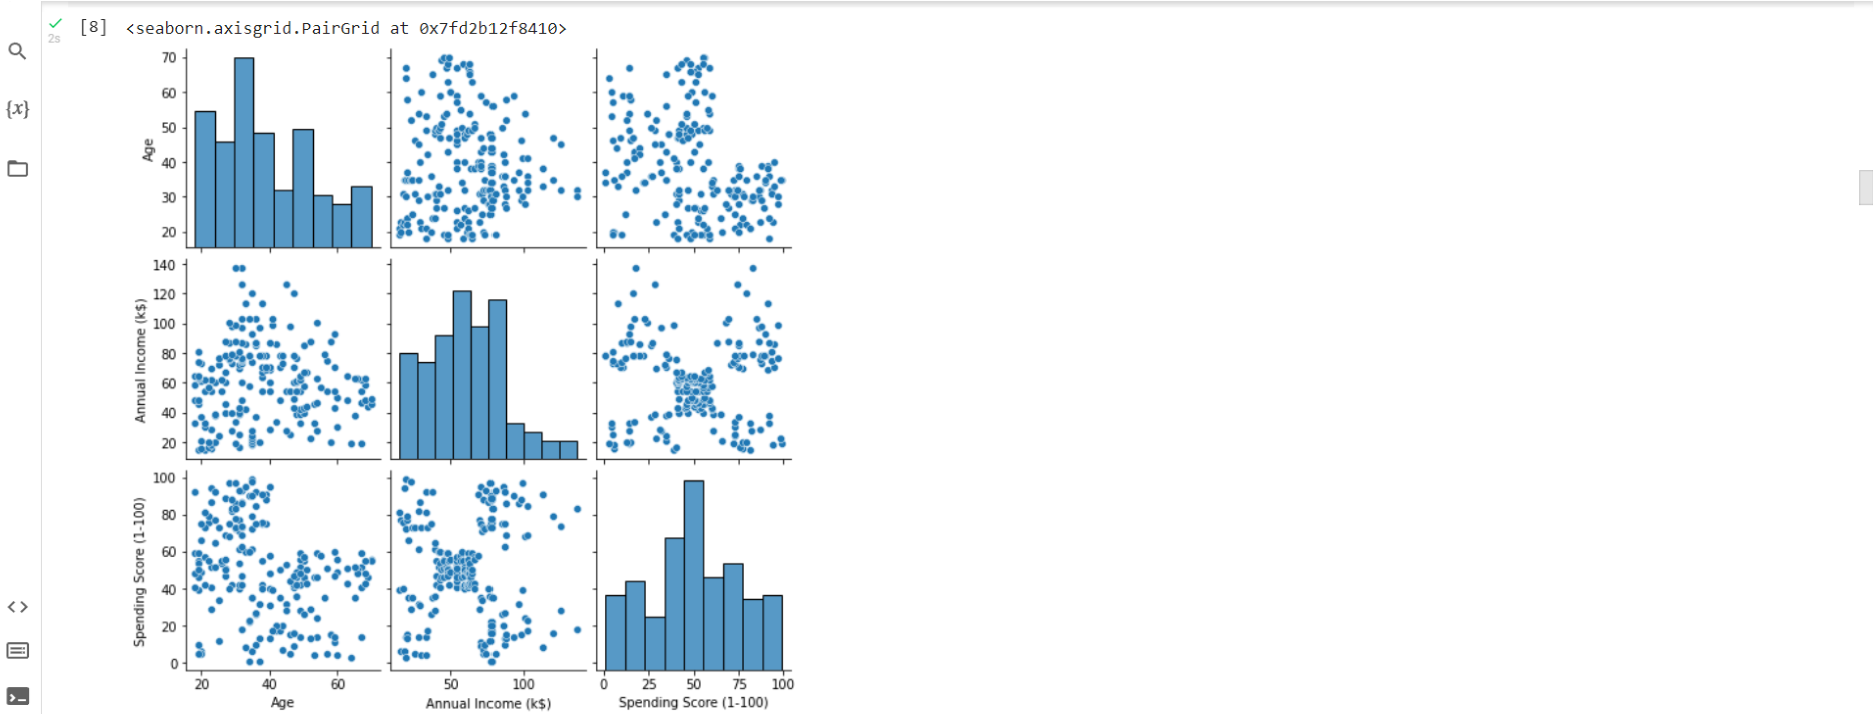 [8] <seaborn.axisgrid.PairGrid at 0x7fd2b12f8410>
2s
{x}
70
60
50
40
30
20
Age
140
120
100
80
60
40
20
Annual Income (k$)
100
80
60
40
20
0
Spending Score (1-100)
20 40 60
50 100
0 25 50 75 100
Age
Annual Income (k$)
Spending Score (1-100)